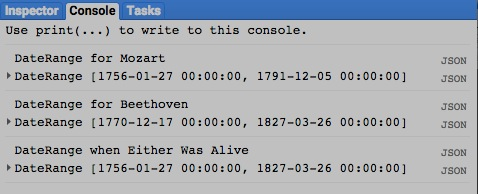 Inspector Console Tasks
Use print(...) to write to this console.
DateRange for Mozart JSON
DateRange [1756-01-27 00:00:00, 1791-12-05 00:00:00] JSON
DateRange for Beethoven JSON
DateRange [1770-12-17 00:00:00, 1827-03-26 00:00:00] JSON
DateRange when Either Was Alive JSON
DateRange [1756-01-27 00:00:00, 1827-03-26 00:00:00] JSON